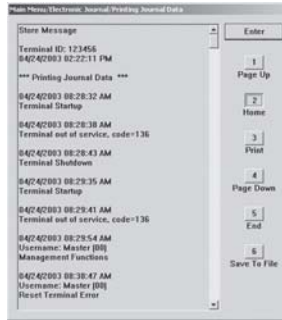 Main Menu/Electronic Journal/Printing Journal Data
Store Message
Terminal ID: 123456
04/24/2003 02:22:11 PM
*** Printing Journal Data ***
04/24/2003 08:28:32 AM
Terminal Startup
04/24/2003 08:28:38 AM
Terminal out of service, code=136
04/24/2003 08:28:43 AM
Terminal Shutdown
04/24/2003 08:29:35 AM
Terminal Startup
04/24/2003 08:29:41 AM
Terminal out of service, code=136
04/24/2003 08:29:54 AM
Username: Master (00)
Management Functions
04/24/2003 08:38:47 AM
Username: Master (00)
Reset Terminal Error
Enter
1
Page Up
2
Home
3
Print
4
Page Down
5
End
6
Save To File